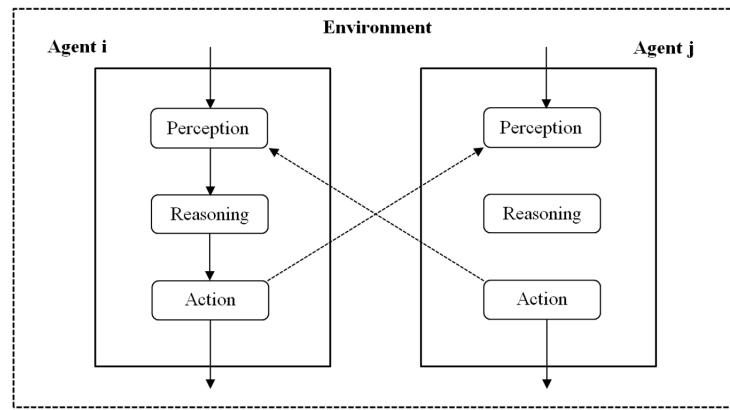 Environment
Agent i
Agent j
Perception
Perception
Reasoning
Reasoning
Action
Action